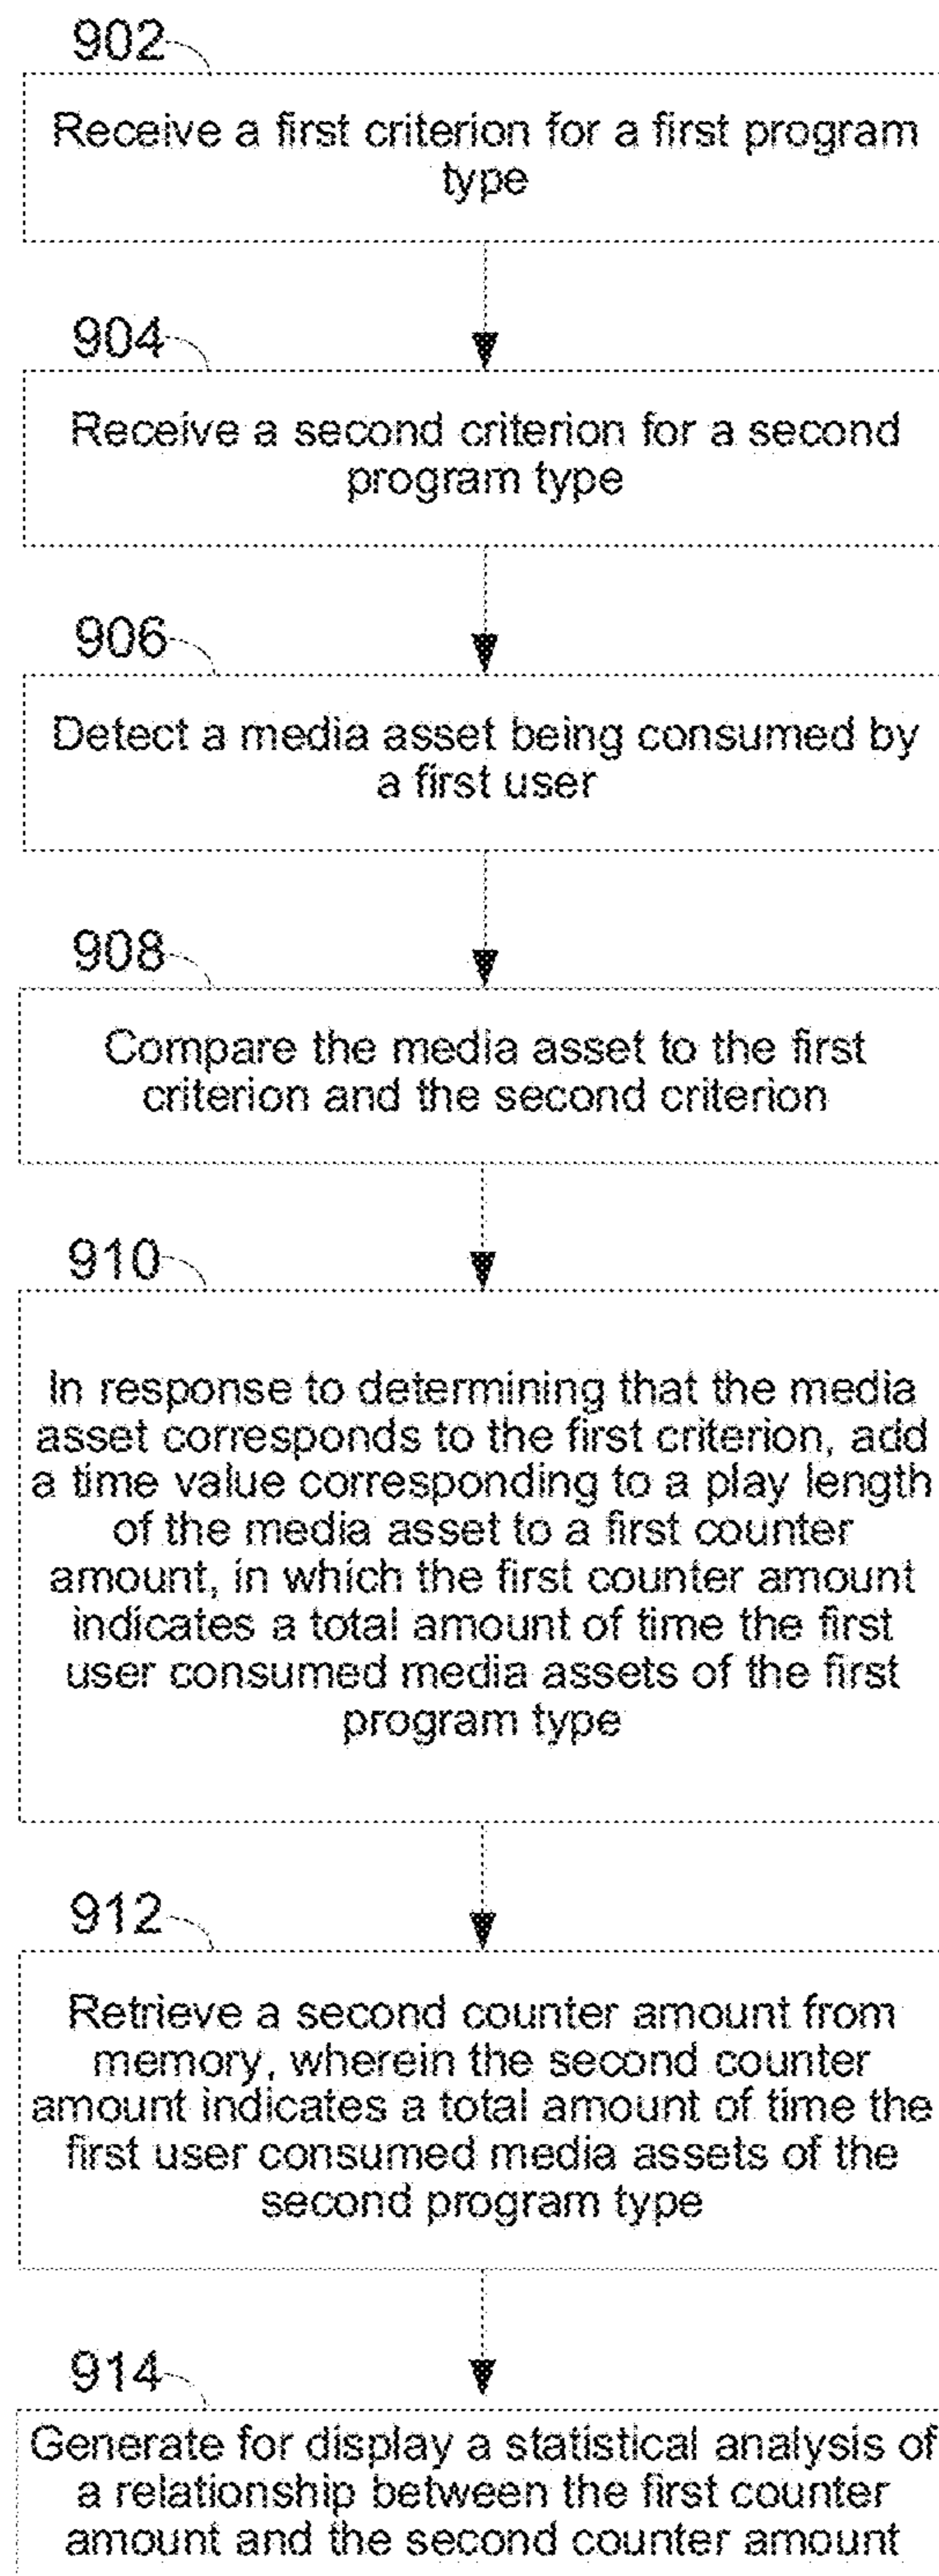 902
Receive a first criterion for a first program
type
904
Receive a second criterion for a second
program type
906
Detect a media asset being consumed by
a first user
908
Compare the media asset to the first
criterion and the second criterion
910
In response to determining that the media
asset corresponds to the first criterion, add
a time value corresponding to a play length
of the media asset to a first counter
amount, in which the first counter amount
indicates a total amount of time the first
user consumed media assets of the first
program type
912
Retrieve a second counter amount from
memory, wherein the second counter
amount indicates a total amount of time the
first user consumed media assets of the
second program type
914
Generate for display a statistical analysis of
a relationship between the first counter
amount and the second counter amount